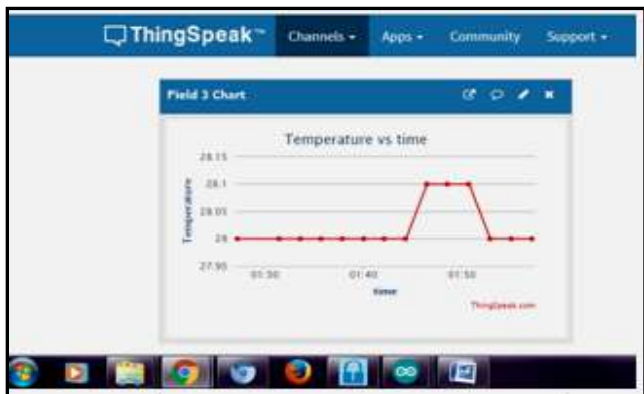 ThingSpeak™ Channels Apps Community Support
Field 3 Chart
Temperature vs time
28.15
28.1
28.05
28
27.95
Temperature
01:30 01:40 01:50
time
ThingSpeak.com